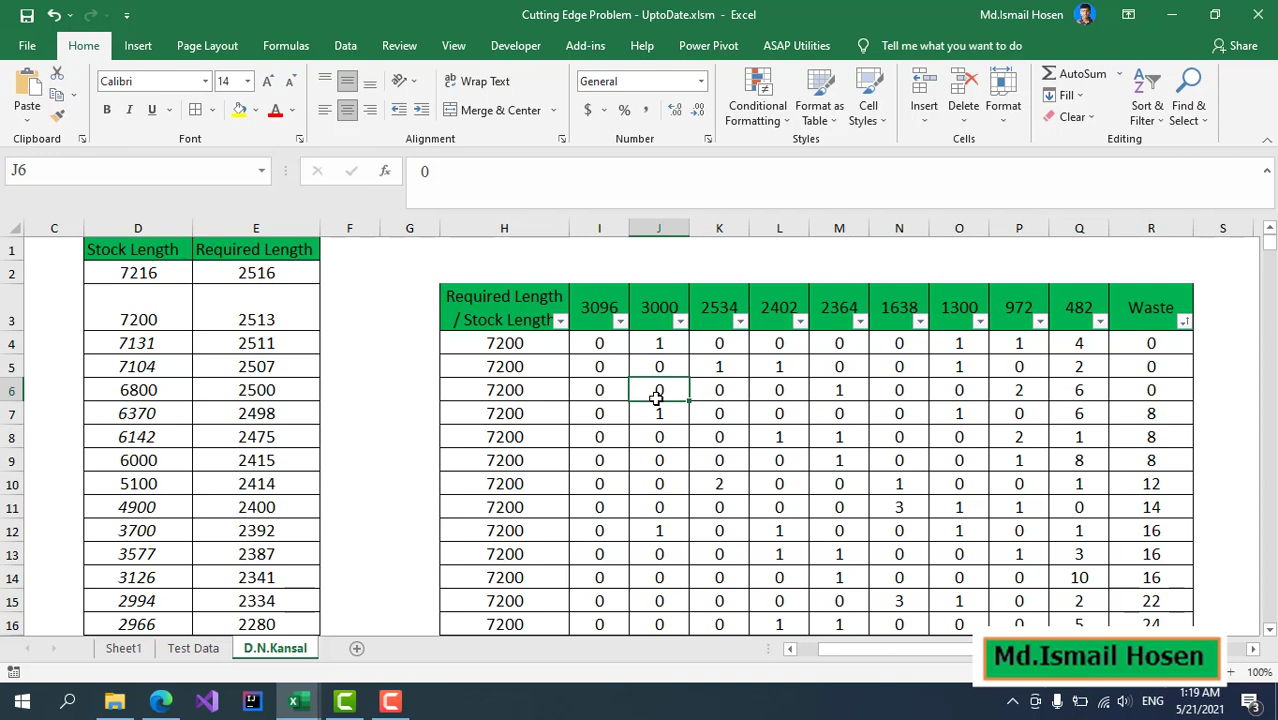 Cutting Edge Problem - UptoDate.xlsm - Excel
Md.Ismail Hosen
File Home Insert Page Layout Formulas Data Review View Developer Add-ins Help Power Pivot ASAP Utilities Tell me what you want to do Share
Paste
Calibri 14 Wrap Text General
Merge & Center
Conditional Formatting
Format as Table
Cell Styles
Insert Delete Format
AutoSum
Fill
Clear
Sort & Filter
Find & Select
Clipboard Font Alignment Number Styles Cells Editing
J6 fx 0
C D E F G H I J K L M N O P Q R S
1 Stock Length Required Length
2 7216 2516
3 7200 2513 Required Length / Stock Length 3096 3000 2534 2402 2364 1638 1300 972 482 Waste
4 7131 2511 7200 0 1 0 0 0 0 1 1 4 0
5 7104 2507 7200 0 0 1 1 0 0 1 0 2 0
6 6800 2500 7200 0 0 0 0 1 0 0 2 6 0
7 6370 2498 7200 0 1 0 0 0 0 1 0 6 8
8 6142 2475 7200 0 0 0 1 1 0 0 2 1 8
9 6000 2415 7200 0 0 0 0 1 0 0 1 8 8
10 5100 2414 7200 0 0 2 0 0 1 0 0 1 12
11 4900 2400 7200 0 0 0 0 0 3 1 1 0 14
12 3700 2392 7200 0 1 0 1 0 0 1 0 1 16
13 3577 2387 7200 0 0 0 1 1 0 0 1 3 16
14 3126 2341 7200 0 0 0 0 1 0 0 0 10 16
15 2994 2334 7200 0 0 0 0 0 3 1 0 2 22
16 2966 2280 7200 0 0 0 1 1 0 0 0 5 24
Sheet1 Test Data D.N.Kansal
Md.Ismail Hosen
100%
ENG
1:19 AM
5/21/2021
3